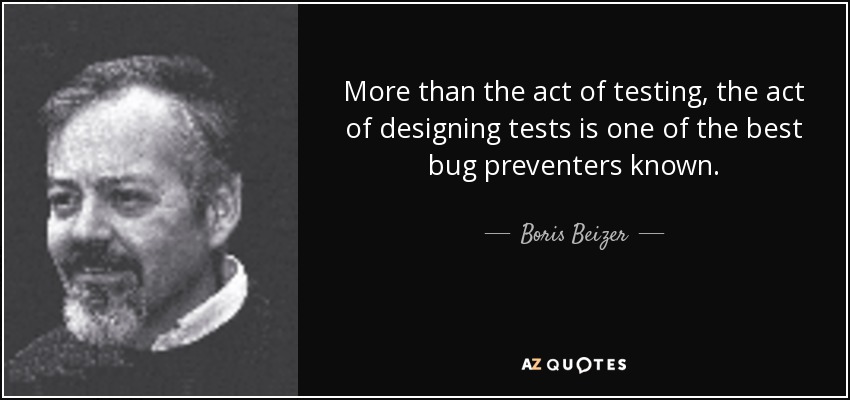 More than the act of testing, the act
of designing tests is one of the best
bug preventers known.
Boris Beizer
AZ QUOTES